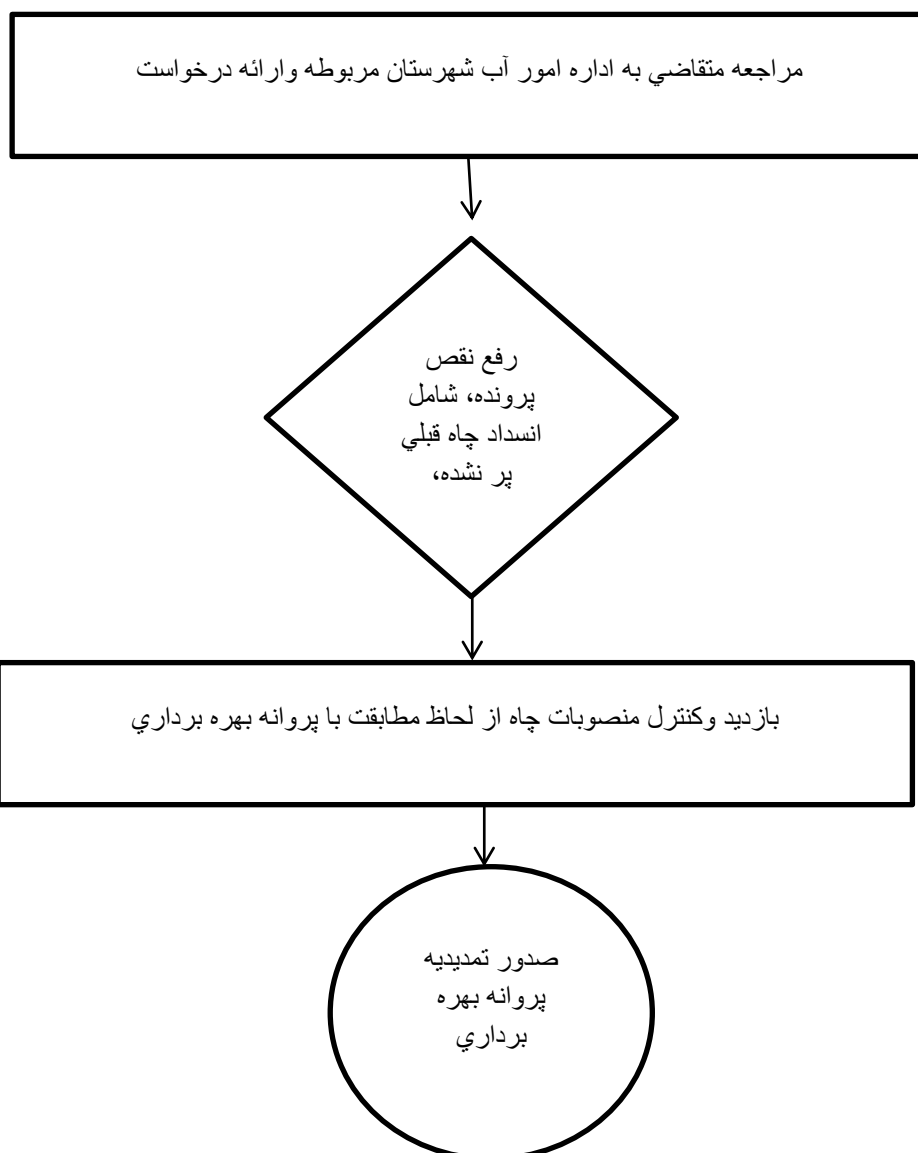 مراجعه متقاضي به اداره امور آب شهرستان مربوطه وارائه درخواست
رفع نقص
پرونده، شامل
انسداد چاه قبلي
پر نشده،
بازديد وكنترل منصوبات چاه از لحاظ مطابقت با پروانه بهره برداري
صدور تمديديه
پروانه بهره
برداري